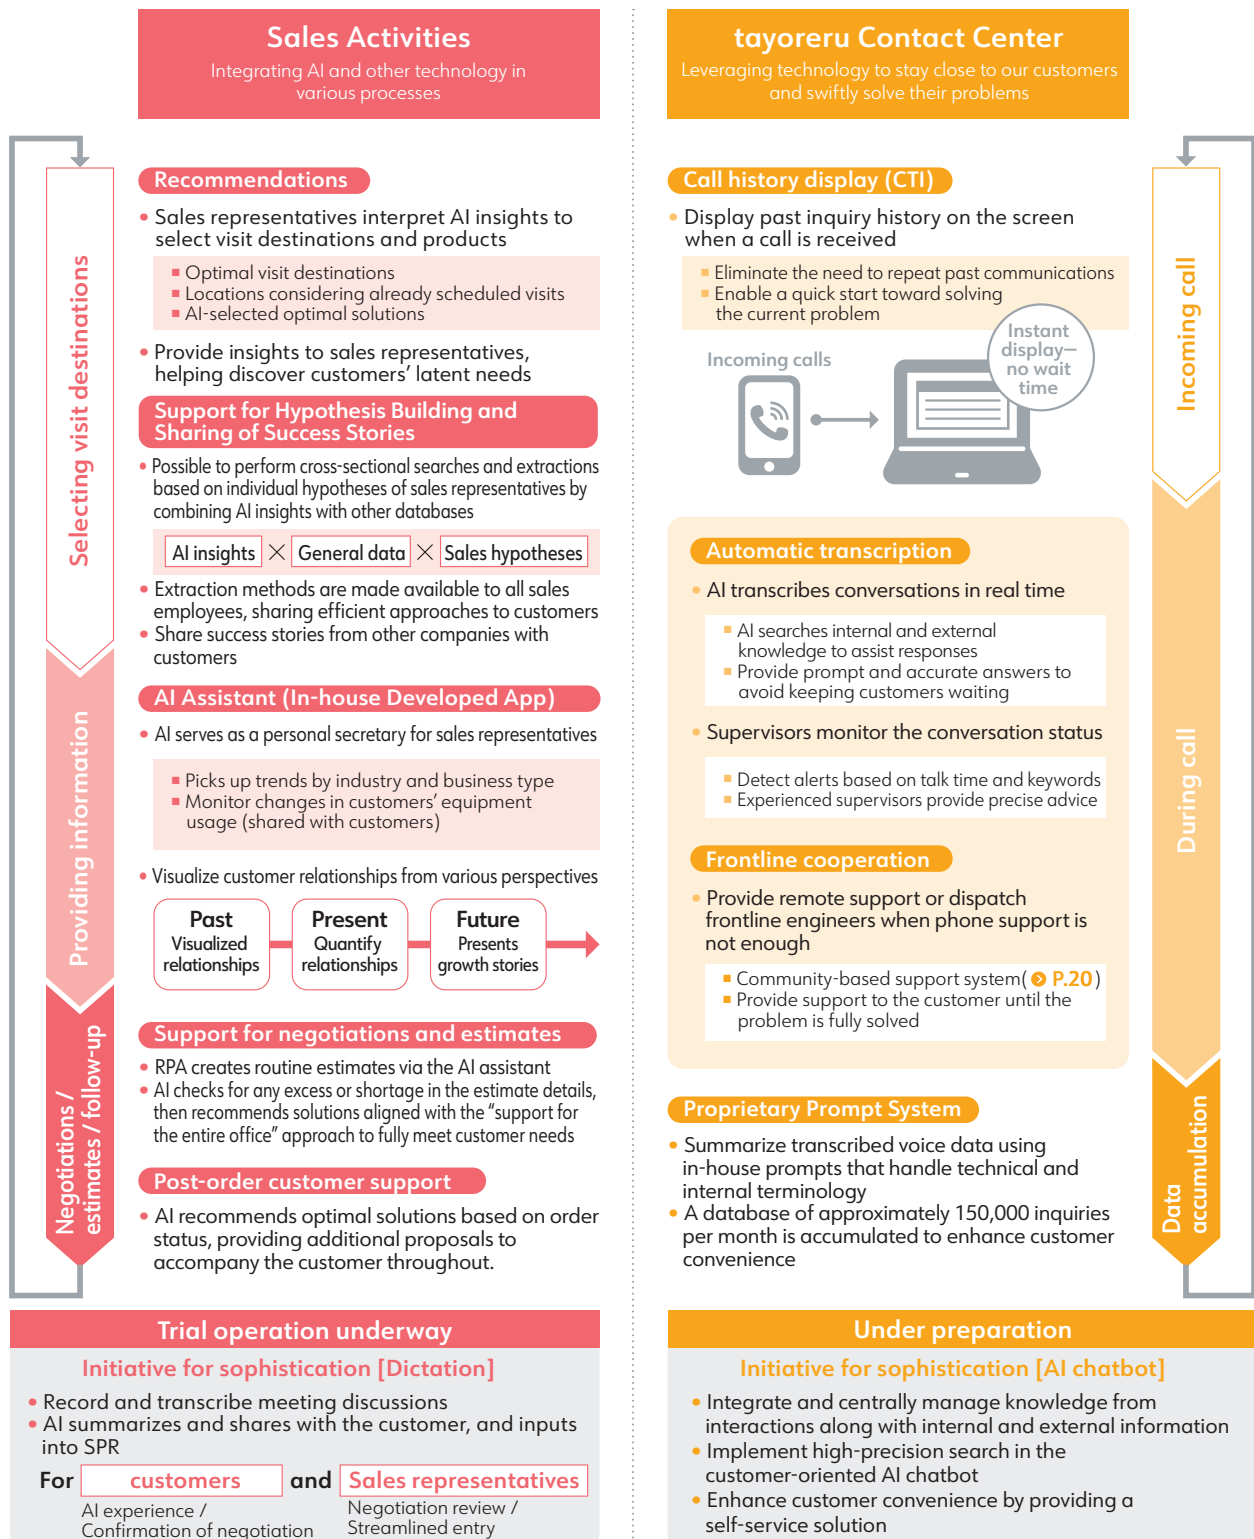 Sales Activities
Integrating AI and other technology in
various processes
Selecting visit destinations
Providing information
Negotiations /
estimates / follow-up
Recommendations
• Sales representatives interpret AI insights to
select visit destinations and products
■ Optimal visit destinations
■ Locations considering already scheduled visits
■ AI-selected optimal solutions
• Provide insights to sales representatives,
helping discover customers' latent needs
Support for Hypothesis Building and
Sharing of Success Stories
• Possible to perform cross-sectional searches and extractions
based on individual hypotheses of sales representatives by
combining AI insights with other databases
AI insights × General data × Sales hypotheses
• Extraction methods are made available to all sales
employees, sharing efficient approaches to customers
• Share success stories from other companies with
customers
AI Assistant (In-house Developed App)
• AI serves as a personal secretary for sales representatives
■ Picks up trends by industry and business type
■ Monitor changes in customers' equipment
usage (shared with customers)
• Visualize customer relationships from various perspectives
Past
Visualized
relationships
Present
Quantify
relationships
Future
Presents
growth stories
Support for negotiations and estimates
• RPA creates routine estimates via the AI assistant
• AI checks for any excess or shortage in the estimate details,
then recommends solutions aligned with the "support for
the entire office" approach to fully meet customer needs
Post-order customer support
• AI recommends optimal solutions based on order
status, providing additional proposals to
accompany the customer throughout.
Trial operation underway
Initiative for sophistication [Dictation]
• Record and transcribe meeting discussions
• AI summarizes and shares with the customer, and inputs
into SPR
For customers and Sales representatives
AI experience /
Confirmation of negotiation
Negotiation review /
Streamlined entry
tayoreru Contact Center
Leveraging technology to stay close to our customers
and swiftly solve their problems
Incoming call
During call
Data
accumulation
Call history display (CTI)
• Display past inquiry history on the screen
when a call is received
■ Eliminate the need to repeat past communications
■ Enable a quick start toward solving
the current problem
Incoming calls
Instant
display—
no wait
time
Automatic transcription
• AI transcribes conversations in real time
■ AI searches internal and external
knowledge to assist responses
■ Provide prompt and accurate answers to
avoid keeping customers waiting
• Supervisors monitor the conversation status
■ Detect alerts based on talk time and keywords
■ Experienced supervisors provide precise advice
Frontline cooperation
• Provide remote support or dispatch
frontline engineers when phone support is
not enough
■ Community-based support system( P.20 )
■ Provide support to the customer until the
problem is fully solved
Proprietary Prompt System
• Summarize transcribed voice data using
in-house prompts that handle technical and
internal terminology
• A database of approximately 150,000 inquiries
per month is accumulated to enhance customer
convenience
Under preparation
Initiative for sophistication [AI chatbot]
• Integrate and centrally manage knowledge from
interactions along with internal and external information
• Implement high-precision search in the
customer-oriented AI chatbot
• Enhance customer convenience by providing a
self-service solution